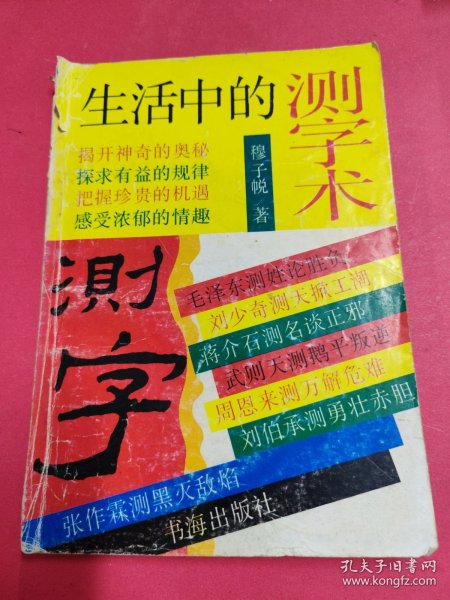 生活中的
测字术
揭开神奇的奥秘
探求有益的规律
把握珍贵的机遇
感受浓郁的情趣
穆子悦 著
測字
毛泽东测姓论胜负
刘少奇测天掀工潮
蒋介石测名谈正邪
武则天测鹅平叛逆
周恩来测万解危难
刘伯承测勇壮赤胆
张作霖测黑灭敌焰
书海出版社
孔夫子旧书网
www.kongfz.com